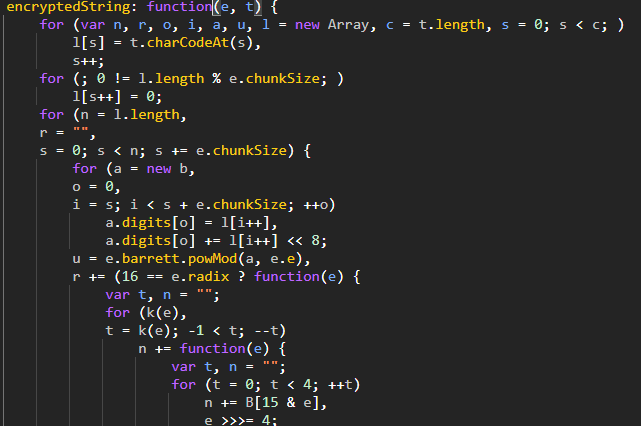 encryptedString: function(e, t) {
for (var n, r, o, i, a, u, l = new Array, c = t.length, s = 0; s < c; )
l[s] = t.charCodeAt(s),
s++;
for (; 0 != l.length % e.chunkSize; )
l[s++] = 0;
for (n = l.length,
r = "",
s = 0; s < n; s += e.chunkSize) {
for (a = new b,
o = 0,
i = s; i < s + e.chunkSize; ++o)
a.digits[o] = l[i++],
a.digits[o] += l[i++] << 8;
u = e.barrett.powMod(a, e.e),
r += (16 == e.radix ? function(e) {
var t, n = "";
for (k(e),
t = k(e); -1 < t; --t)
n += function(e) {
var t, n = "";
for (t = 0; t < 4; ++t)
n += B[15 & e],
e >>>= 4;